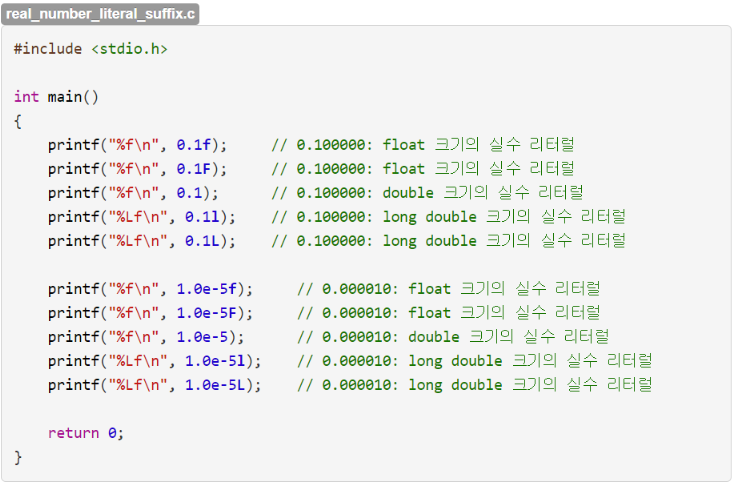 real_number_literal_suffix.c
#include <stdio.h>
int main()
{
printf("%f\n", 0.1f); // 0.100000: float 크기의 실수 리터럴
printf("%f\n", 0.1F); // 0.100000: float 크기의 실수 리터럴
printf("%f\n", 0.1); // 0.100000: double 크기의 실수 리터럴
printf("%Lf\n", 0.1l); // 0.100000: long double 크기의 실수 리터럴
printf("%Lf\n", 0.1L); // 0.100000: long double 크기의 실수 리터럴
printf("%f\n", 1.0e-5f); // 0.000010: float 크기의 실수 리터럴
printf("%f\n", 1.0e-5F); // 0.000010: float 크기의 실수 리터럴
printf("%f\n", 1.0e-5); // 0.000010: double 크기의 실수 리터럴
printf("%Lf\n", 1.0e-5l); // 0.000010: long double 크기의 실수 리터럴
printf("%Lf\n", 1.0e-5L); // 0.000010: long double 크기의 실수 리터럴
return 0;
}